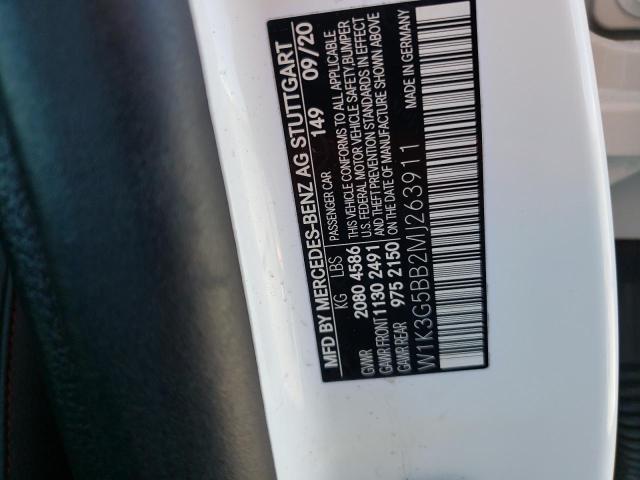 MFD BY MERCEDES-BENZ AG STUTTGART
KG LBS 149 09/20
PASSENGER CAR
GVWR 2080 4586 THIS VEHICLE CONFORMS TO ALL APPLICABLE
GAWR FRONT 1130 2491 U.S. FEDERAL MOTOR VEHICLE SAFETY, BUMPER
GAWR REAR 975 2150 AND THEFT PREVENTION STANDARDS IN EFFECT
ON THE DATE OF MANUFACTURE SHOWN ABOVE
MADE IN GERMANY
W1K3G5BB2MJ263911